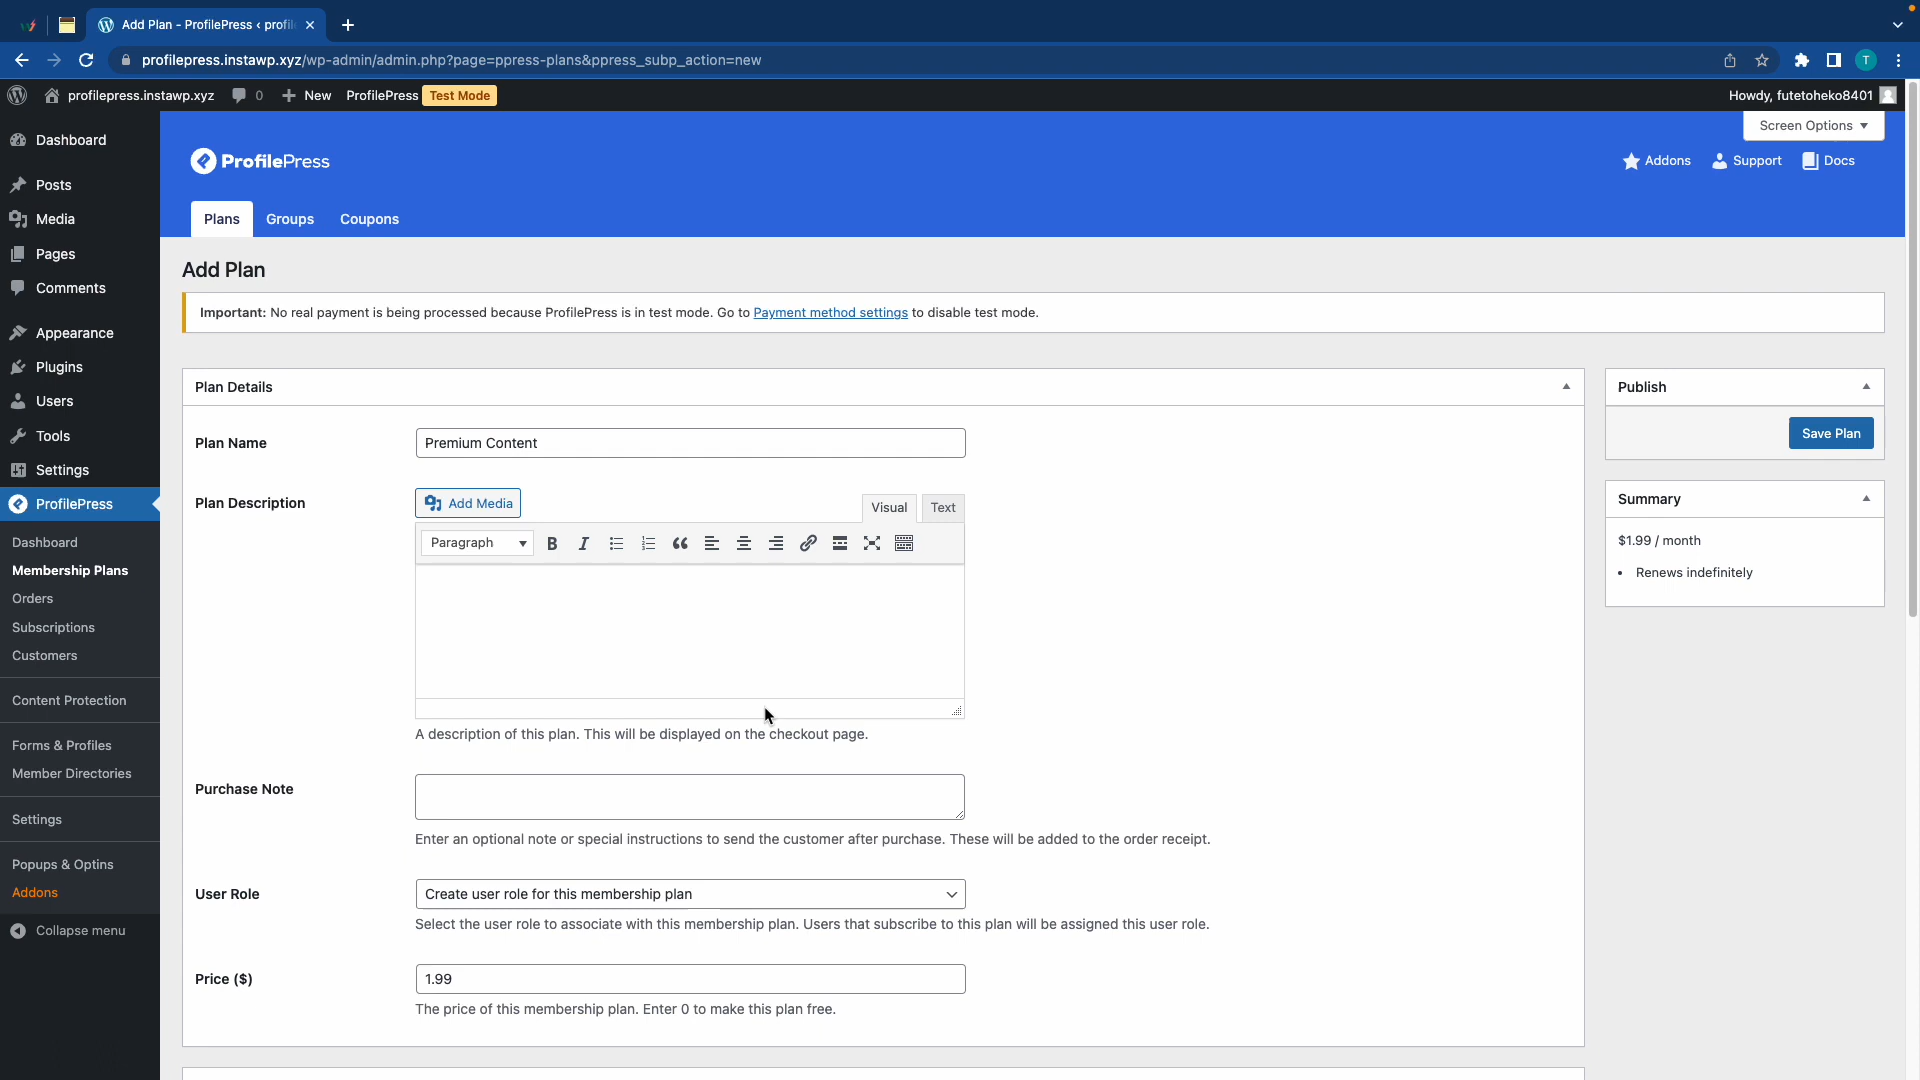 Add Plan - ProfilePress ‹ profil
profilepress.instawp.xyz/wp-admin/admin.php?page=ppress-plans&ppress_subp_action=new
T
profilepress.instawp.xyz 0 New ProfilePress Test Mode Howdy, futetoheko8401
Screen Options
Dashboard
Posts
Media
Pages
Comments
Appearance
Plugins
Users
Tools
Settings
ProfilePress
Dashboard
Membership Plans
Orders
Subscriptions
Customers
Content Protection
Forms & Profiles
Member Directories
Settings
Popups & Optins
Addons
Collapse menu
ProfilePress
Addons Support Docs
Plans Groups Coupons
Add Plan
Important: No real payment is being processed because ProfilePress is in test mode. Go to Payment method settings to disable test mode.
Plan Details
Plan Name Premium Content
Plan Description Add Media Visual Text
Paragraph B I
A description of this plan. This will be displayed on the checkout page.
Purchase Note
Enter an optional note or special instructions to send the customer after purchase. These will be added to the order receipt.
User Role Create user role for this membership plan
Select the user role to associate with this membership plan. Users that subscribe to this plan will be assigned this user role.
Price ($) 1.99
The price of this membership plan. Enter 0 to make this plan free.
Publish
Save Plan
Summary
$1.99 / month
• Renews indefinitely